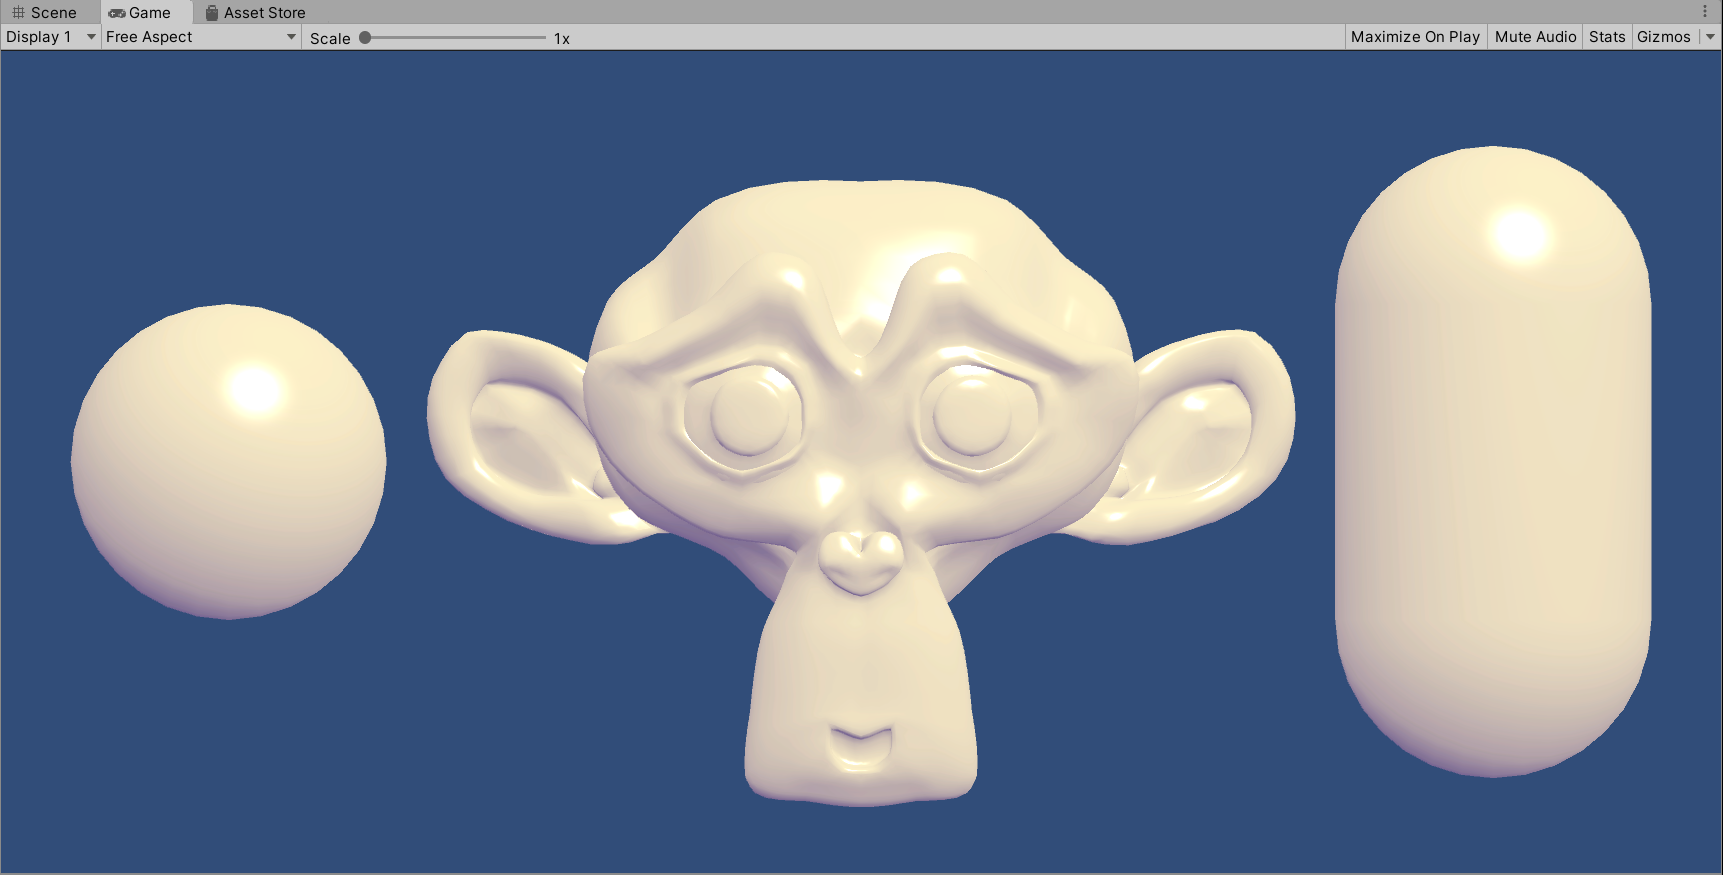 Scene Game Asset Store
Display 1 Free Aspect Scale 1x Maximize On Play Mute Audio Stats Gizmos